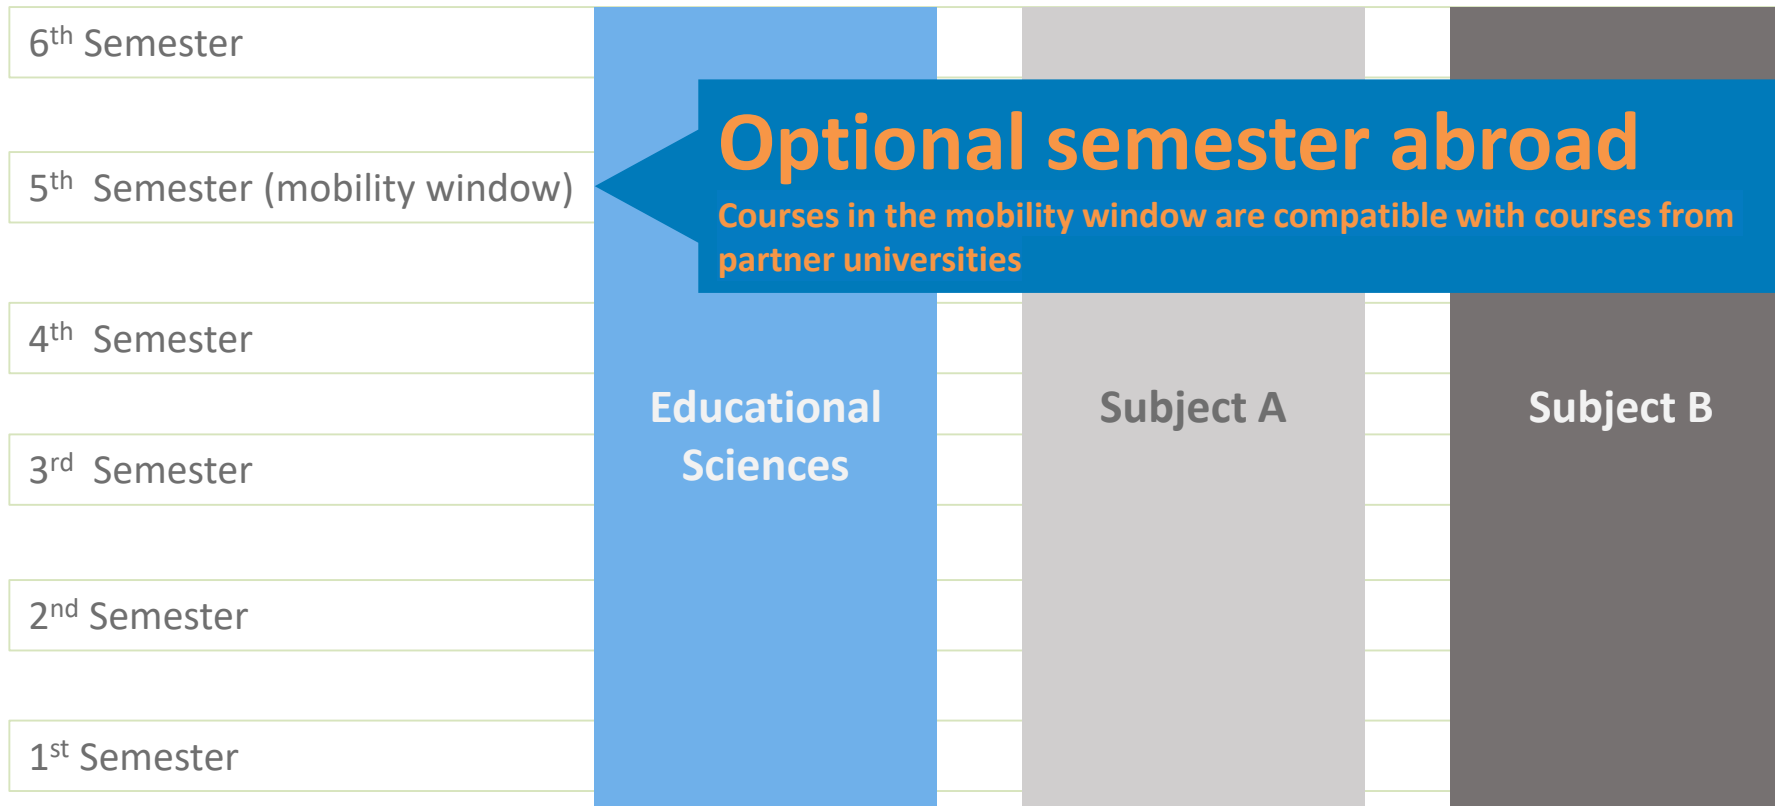 6th Semester
Optional semester abroad
5th Semester (mobility window)
Courses in the mobility window are compatible with courses from
partner universities
4th Semester
Educational
Sciences
Subject A
Subject B
3rd Semester
2nd Semester
1st Semester